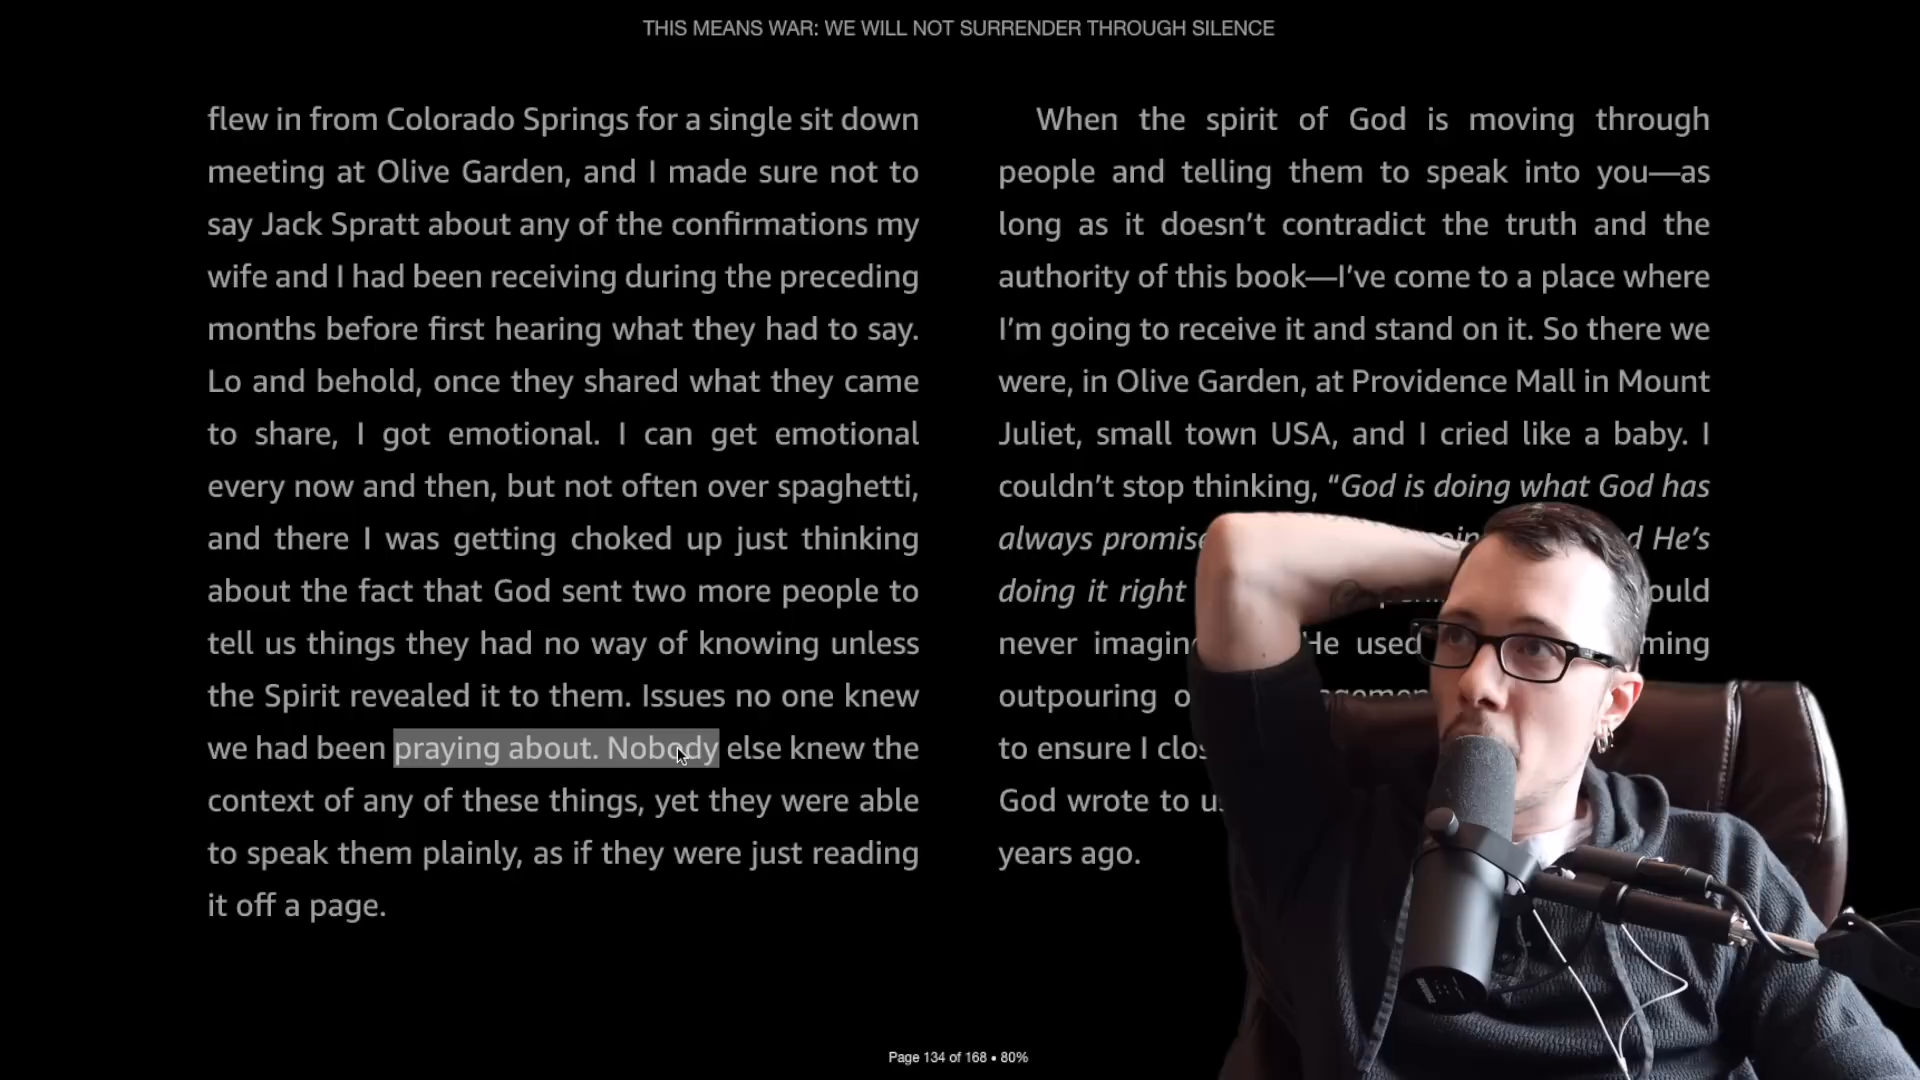 THIS MEANS WAR: WE WILL NOT SURRENDER THROUGH SILENCE
flew in from Colorado Springs for a single sit down
meeting at Olive Garden, and I made sure not to
say Jack Spratt about any of the confirmations my
wife and I had been receiving during the preceding
months before first hearing what they had to say.
Lo and behold, once they shared what they came
to share, I got emotional. I can get emotional
every now and then, but not often over spaghetti,
and there I was getting choked up just thinking
about the fact that God sent two more people to
tell us things they had no way of knowing unless
the Spirit revealed it to them. Issues no one knew
we had been praying about. Nobody else knew the
context of any of these things, yet they were able
to speak them plainly, as if they were just reading
it off a page.
When the spirit of God is moving through
people and telling them to speak into you—as
long as it doesn’t contradict the truth and the
authority of this book—I’ve come to a place where
I’m going to receive it and stand on it. So there we
were, in Olive Garden, at Providence Mall in Mount
Juliet, small town USA, and I cried like a baby. I
couldn’t stop thinking, “God is doing what God has
always He’s
doing it right
never He used
outpouring
to ensure I
God wrote to
years ago.
Page 134 of 168 • 80%